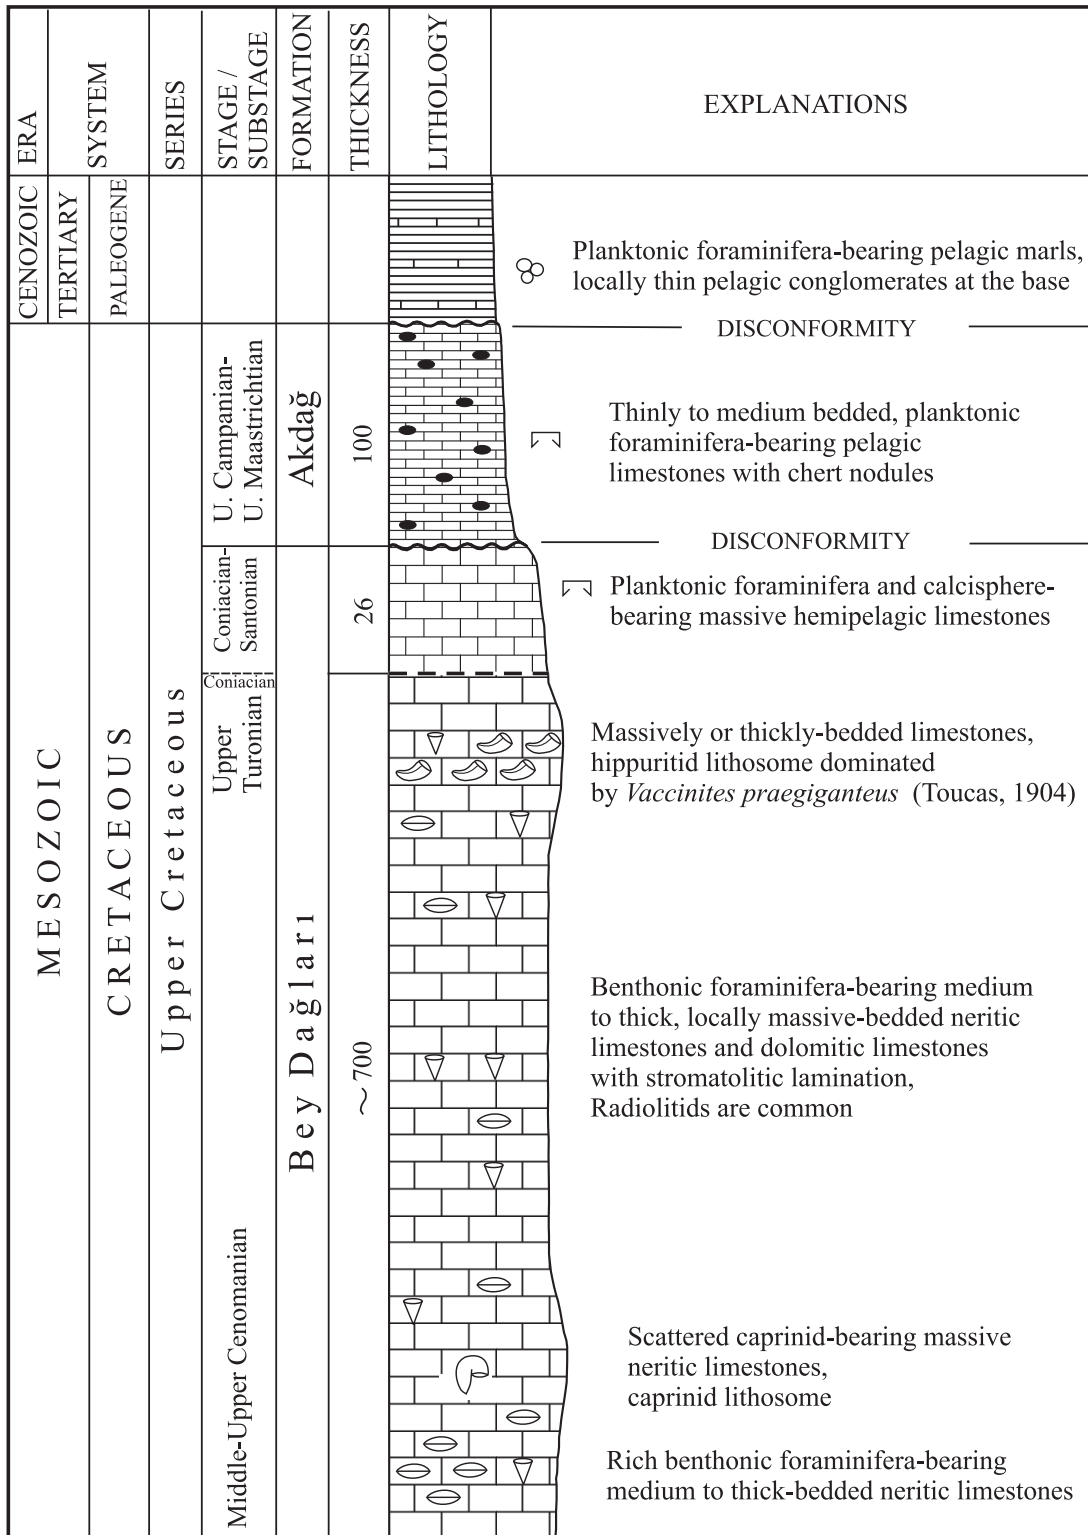 ERA
SYSTEM
SERIES
STAGE /
SUBSTAGE
FORMATION
THICKNESS
LITHOLOGY
EXPLANATIONS
CENOZOIC
TERTIARY
PALEOGENE
Planktonic foraminifera-bearing pelagic marls,
locally thin pelagic conglomerates at the base
DISCONFORMITY
MESOZOIC
CRETACEOUS
Upper Cretaceous
U. Campanian-
U. Maastrichtian
Akdağ
100
Thinly to medium bedded, planktonic
foraminifera-bearing pelagic
limestones with chert nodules
DISCONFORMITY
Coniacian-
Santonian
Bey Dağları
26
Planktonic foraminifera and calcisphere-
bearing massive hemipelagic limestones
Coniacian
Upper
Turonian
~700
Massively or thickly-bedded limestones,
hippuritid lithosome dominated
by Vaccinites praegiganteus (Toucas, 1904)
Benthonic foraminifera-bearing medium
to thick, locally massive-bedded neritic
limestones and dolomitic limestones
with stromatolitic lamination,
Radiolitids are common
Middle-Upper Cenomanian
Scattered caprinid-bearing massive
neritic limestones,
caprinid lithosome
Rich benthonic foraminifera-bearing
medium to thick-bedded neritic limestones